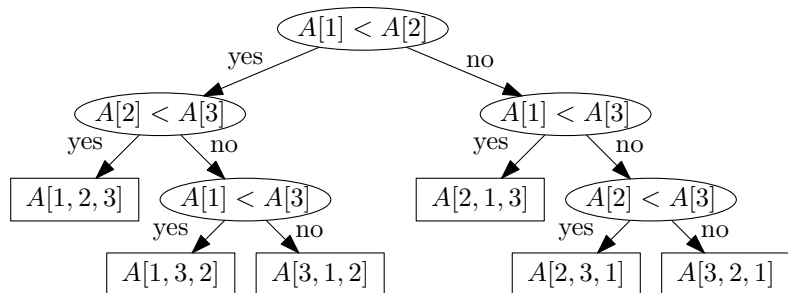 A[1] < A[2]
yes
no
A[2] < A[3]
A[1] < A[3]
yes
no
yes
no
A[1, 2, 3]
A[1] < A[3]
A[2, 1, 3]
A[2] < A[3]
yes
no
yes
no
A[1, 3, 2]
A[3, 1, 2]
A[2, 3, 1]
A[3, 2, 1]